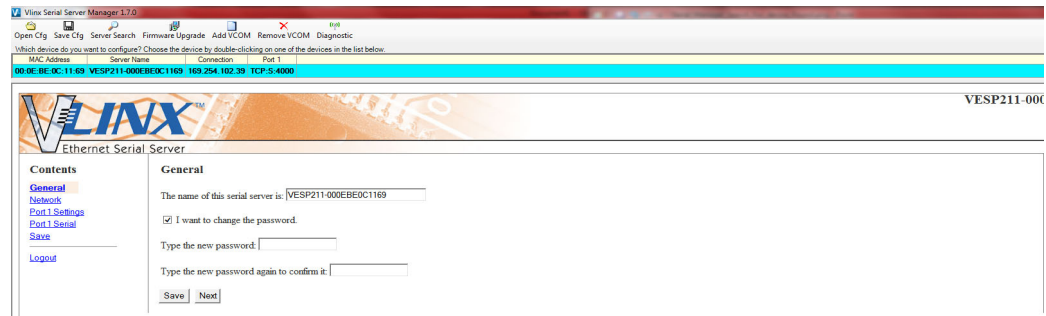 Vlinx Serial Server Manager 1.7.0
Open Cfg Save Cfg Server Search Firmware Upgrade Add VCOM Remove VCOM Diagnostic
Which device do you want to configure? Choose the device by double-clicking on one of the devices in the list below.
MAC Address Server Name Connection Port 1
00:0E:BE:0C:11:69 VESP211-000EBE0C1169 169.254.102.39 TCP:S:4000
VESP211-000
VLINX TM
Ethernet Serial Server
Contents
General
Network
Port 1 Settings
Port 1 Serial
Save
Logout
General
The name of this serial server is: VESP211-000EBE0C1169
I want to change the password.
Type the new password:
Type the new password again to confirm it:
Save Next